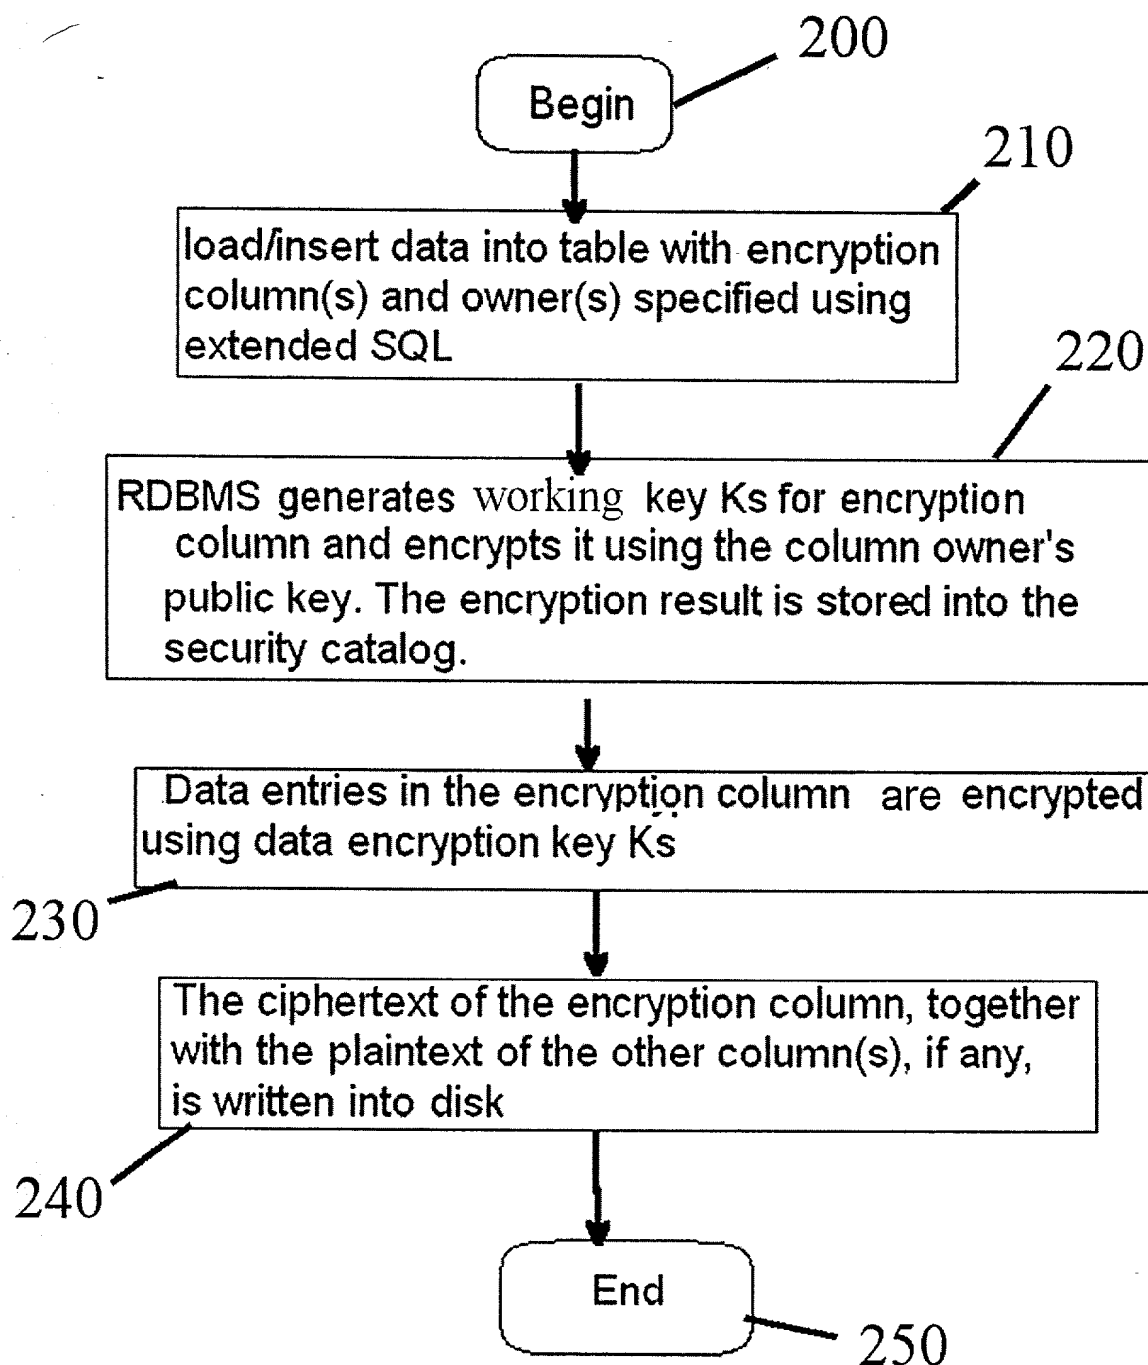 200
Begin
210
load/insert data into table with encryption
column(s) and owner(s) specified using
extended SQL
220
RDBMS generates working key Ks for encryption
column and encrypts it using the column owner's
public key. The encryption result is stored into the
security catalog.
Data entries in the encryption column are encrypted
using data encryption key Ks
230
The ciphertext of the encryption column, together
with the plaintext of the other column(s), if any,
is written into disk
240
End
250